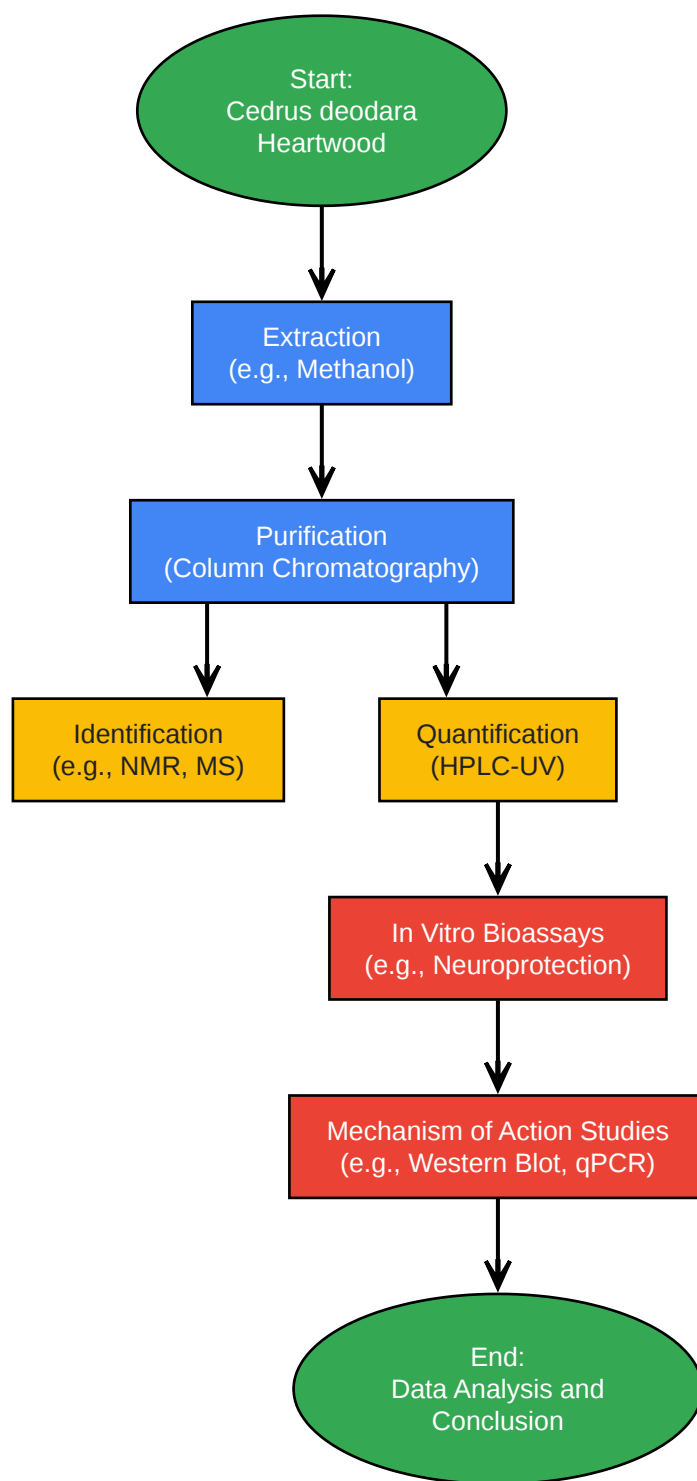 Start:
Cedrus deodara
Heartwood
Extraction
(e.g., Methanol)
Purification
(Column Chromatography)
Identification
(e.g., NMR, MS)
Quantification
(HPLC-UV)
In Vitro Bioassays
(e.g., Neuroprotection)
Mechanism of Action Studies
(e.g., Western Blot, qPCR)
End:
Data Analysis and
Conclusion